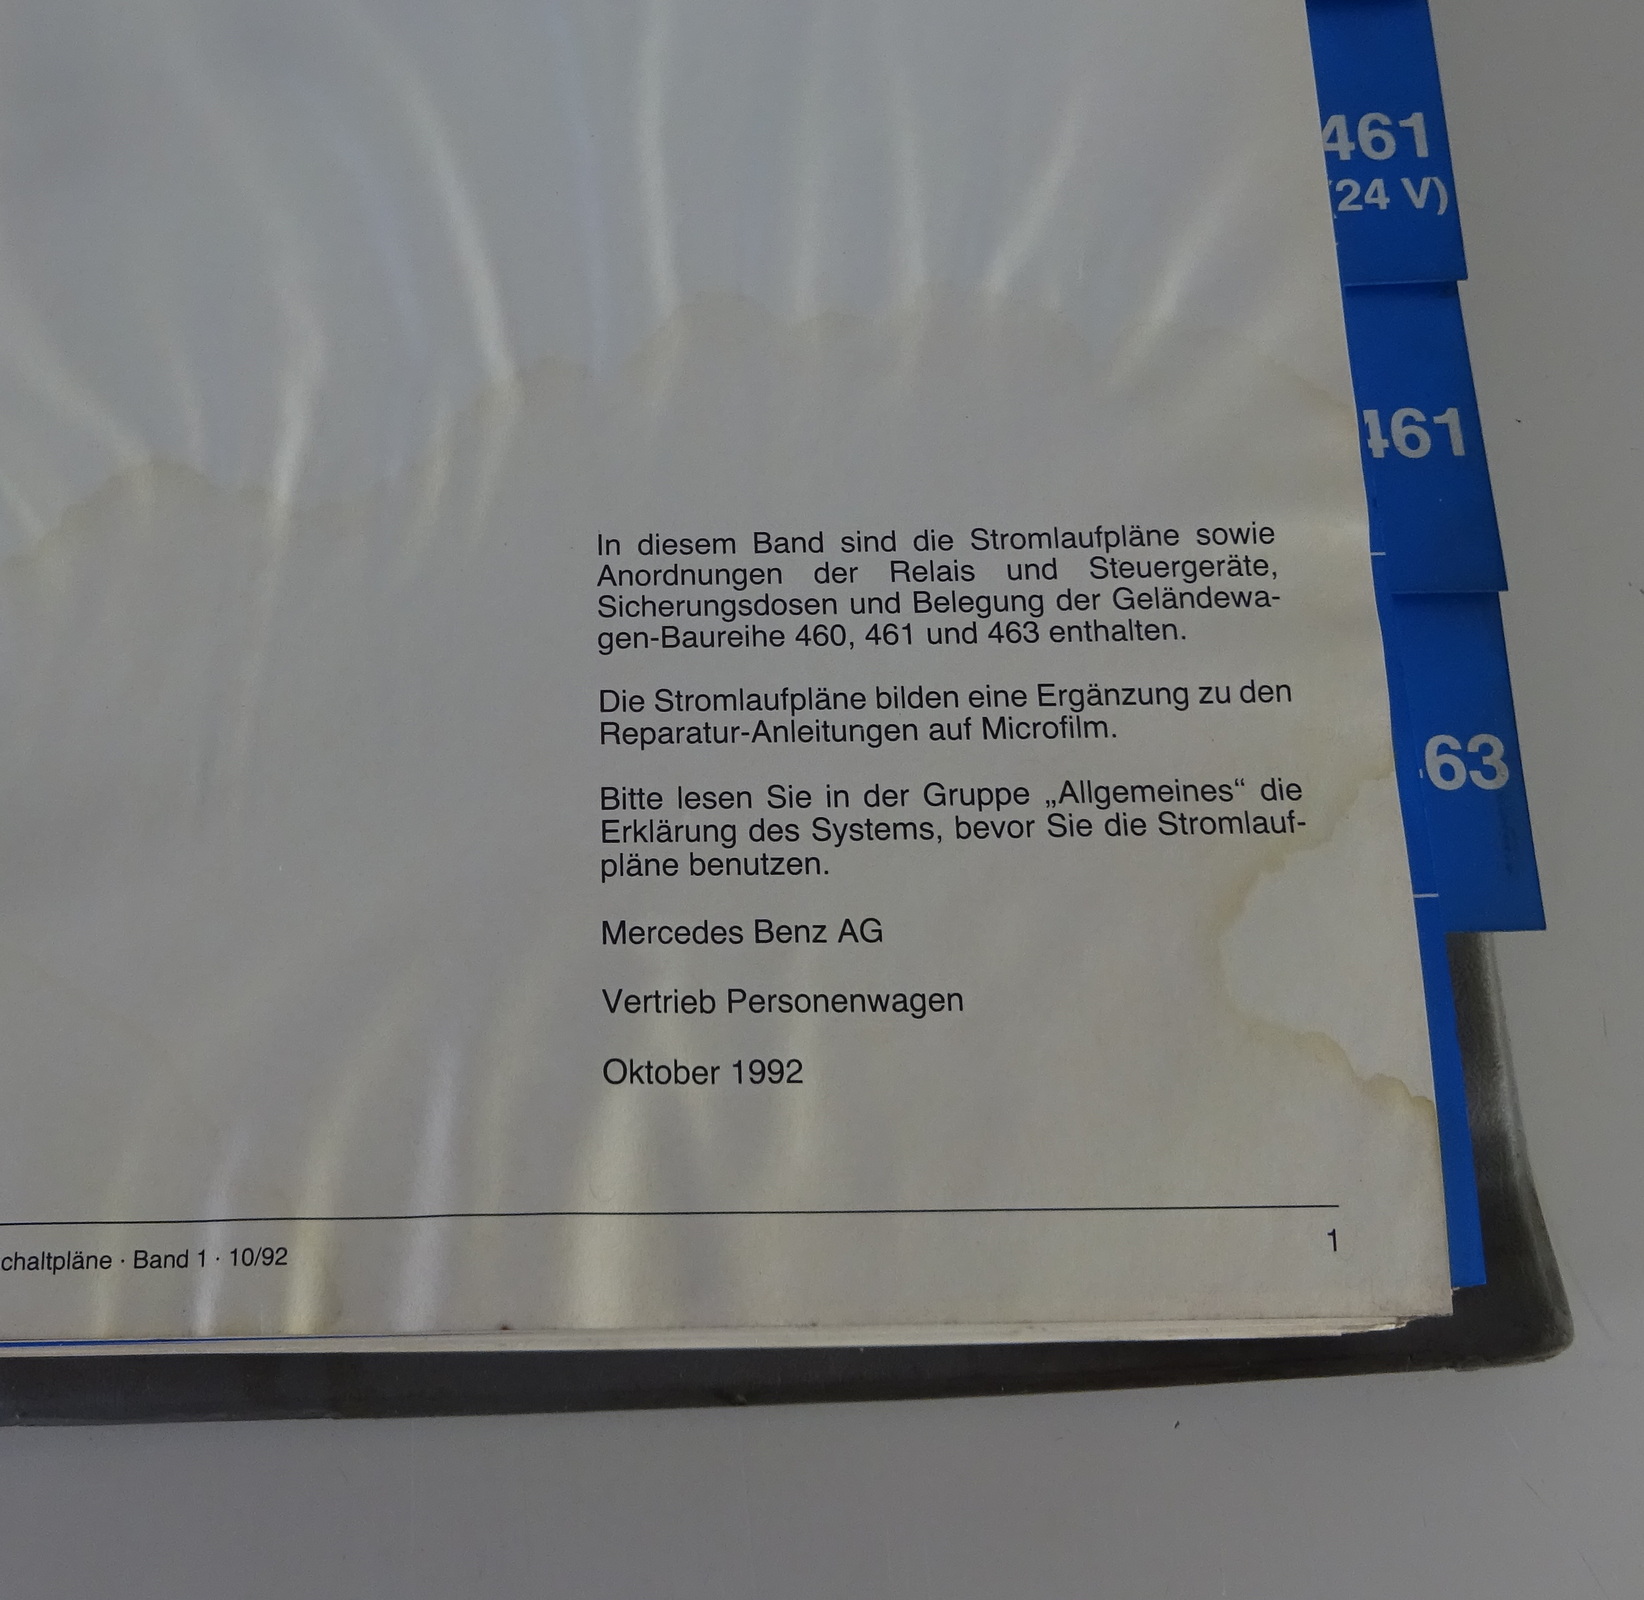 461
(24 V)
461
63
In diesem Band sind die Stromlaufpläne sowie
Anordnungen der Relais und Steuergeräte,
Sicherungsdosen und Belegung der Geländewa-
gen-Baureihe 460, 461 und 463 enthalten.
Die Stromlaufpläne bilden eine Ergänzung zu den
Reparatur-Anleitungen auf Microfilm.
Bitte lesen Sie in der Gruppe „Allgemeines“ die
Erklärung des Systems, bevor Sie die Stromlauf-
pläne benutzen.
Mercedes Benz AG
Vertrieb Personenwagen
Oktober 1992
chaltpläne · Band 1 · 10/92
1